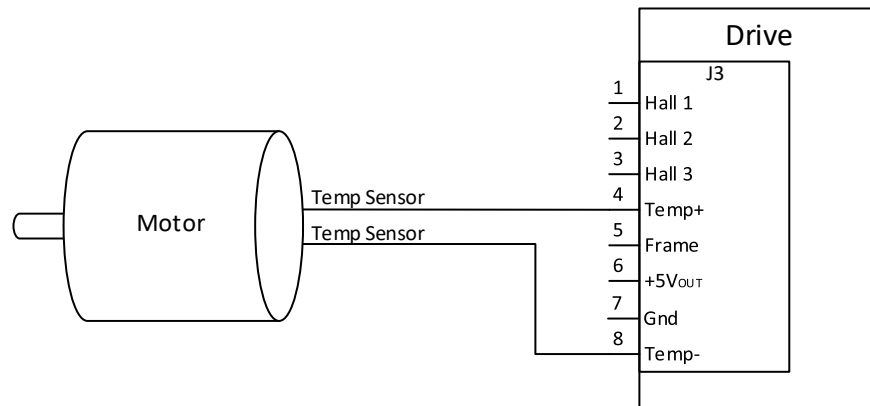 Drive
J3
1 Hall 1
2 Hall 2
3 Hall 3
Temp Sensor 4 Temp+
Motor
Temp Sensor 5 Frame
6 +5VOUT
7 Gnd
8 Temp-